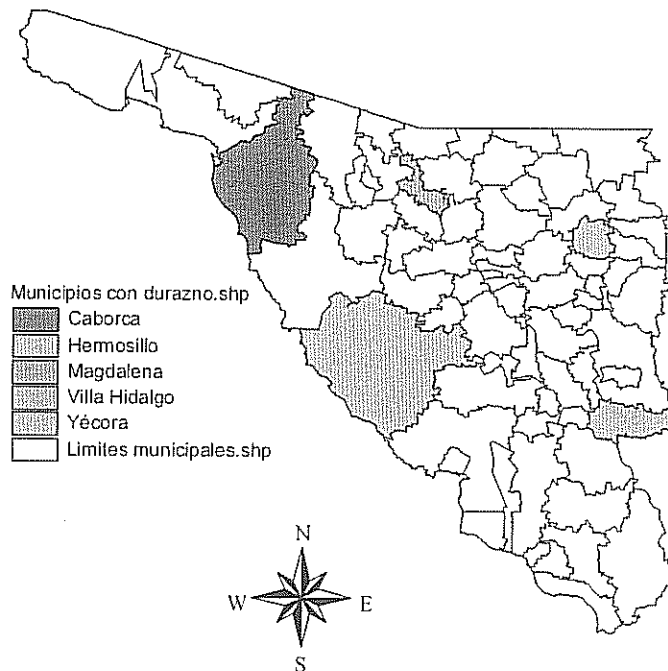 Municipios con durazno.shp
Caborca
Hermosillo
Magdalena
Villa Hidalgo
Yécora
Limites municipales.shp
N
W E
S